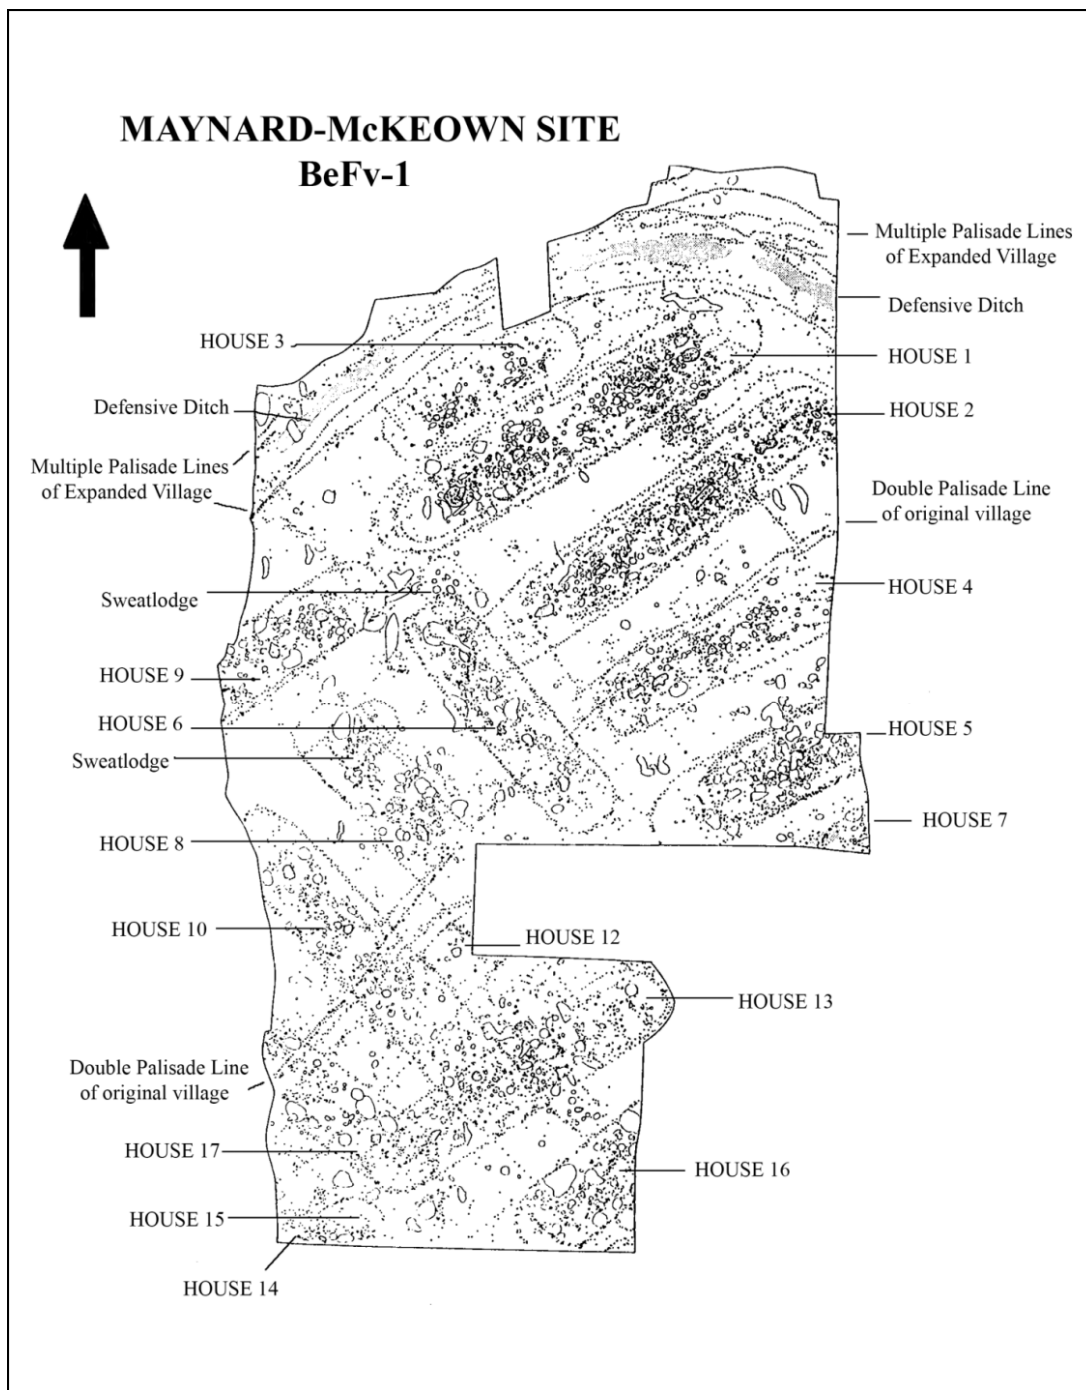 MAYNARD-McKEOWN SITE
BeFv-1
Multiple Palisade Lines
of Expanded Village
Defensive Ditch
HOUSE 3
HOUSE 1
Defensive Ditch
HOUSE 2
Multiple Palisade Lines
of Expanded Village
Double Palisade Line
of original village
Sweatlodge
HOUSE 4
HOUSE 9
HOUSE 6
HOUSE 5
Sweatlodge
HOUSE 7
HOUSE 8
HOUSE 10
HOUSE 12
HOUSE 13
Double Palisade Line
of original village
HOUSE 17
HOUSE 16
HOUSE 15
HOUSE 14